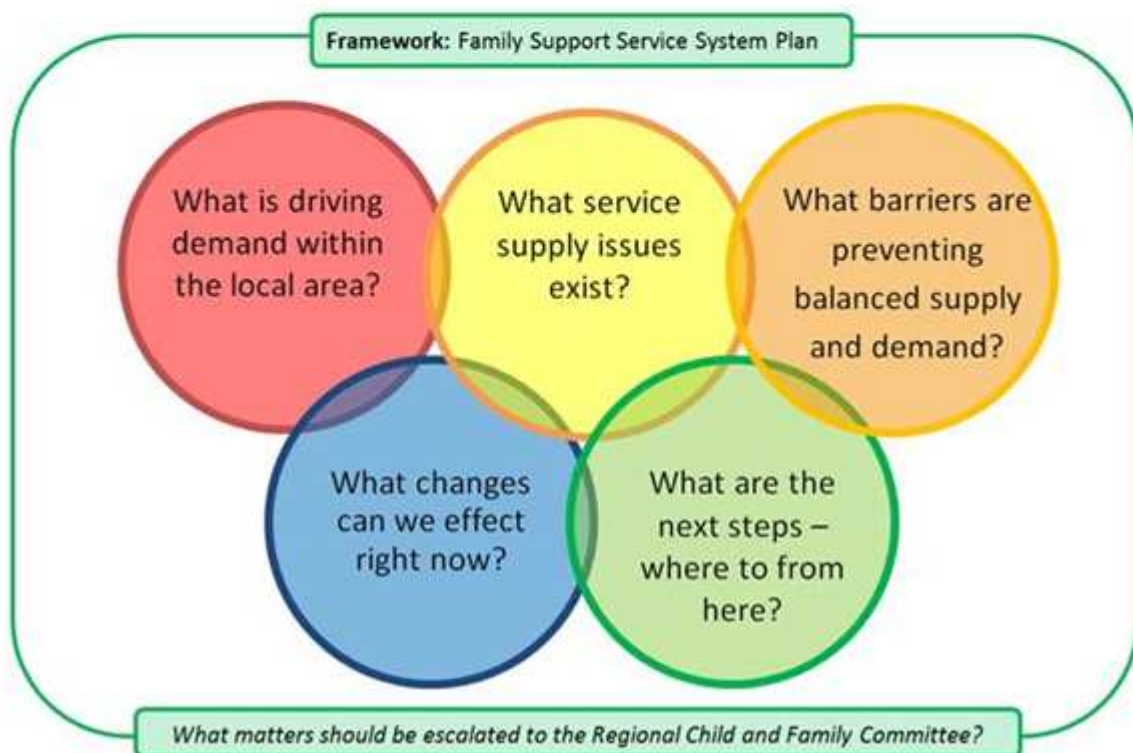 Framework: Family Support Service System Plan
What is driving
demand within
the local area?
What service
supply issues
exist?
What barriers are
preventing
balanced supply
and demand?
What changes
can we effect
right now?
What are the
next steps –
where to from
here?
What matters should be escalated to the Regional Child and Family Committee?